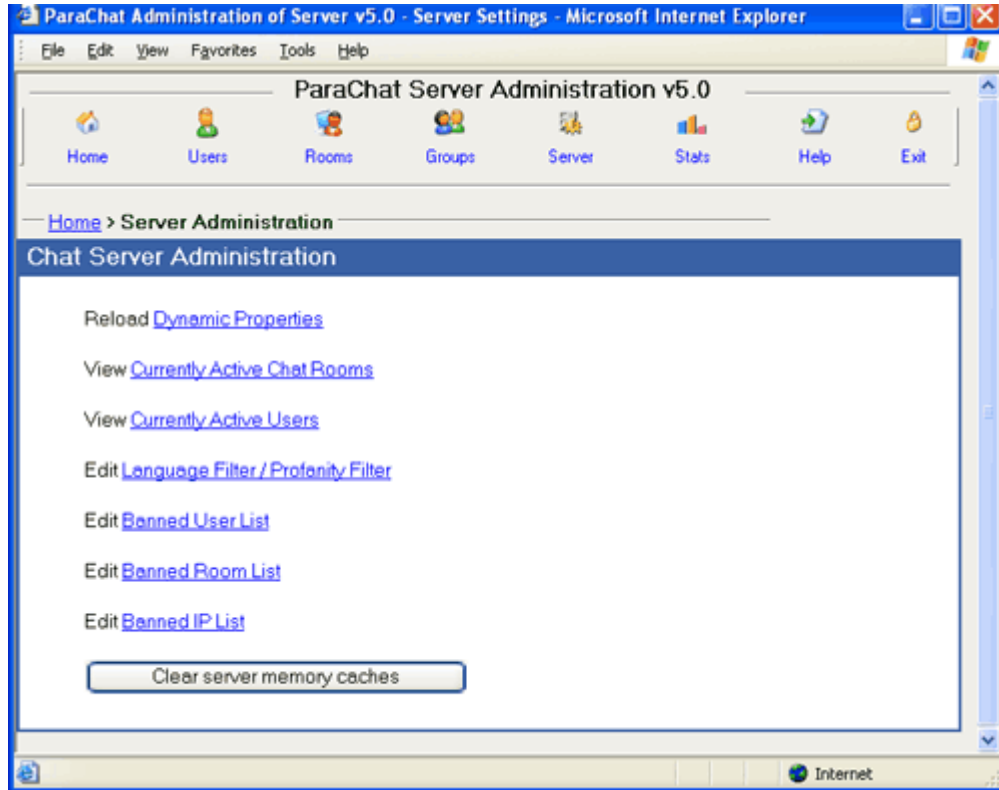 ParaChat Administration of Server v5.0 - Server Settings - Microsoft Internet Explorer
File Edit View Favorites Tools Help
ParaChat Server Administration v5.0
Home Users Rooms Groups Server Stats Help Exit
Home > Server Administration
Chat Server Administration
Reload Dynamic Properties
View Currently Active Chat Rooms
View Currently Active Users
Edit Language Filter / Profanity Filter
Edit Banned User List
Edit Banned Room List
Edit Banned IP List
Clear server memory caches
Internet